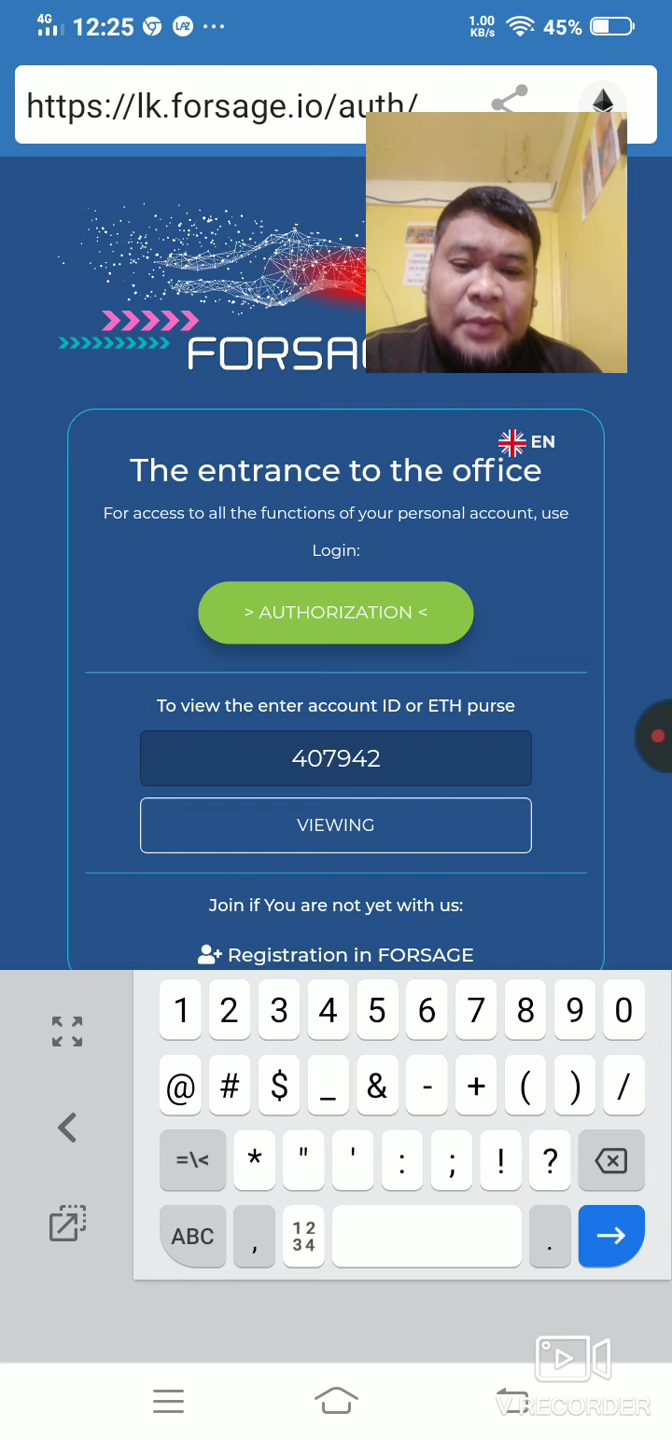 4G 12:25 LAZ ... 1.00 KB/s 45%
https://lk.forsage.io/auth/
FORSA
EN
The entrance to the office
For access to all the functions of your personal account, use
Login:
> AUTHORIZATION <
To view the enter account ID or ETH purse
407942
VIEWING
Join if You are not yet with us:
Registration in FORSAGE
1 2 3 4 5 6 7 8 9 0
@ # $ _ & - + ( ) /
=\< * " ' : ; ! ?
ABC , 12 34 .
V RECORDER